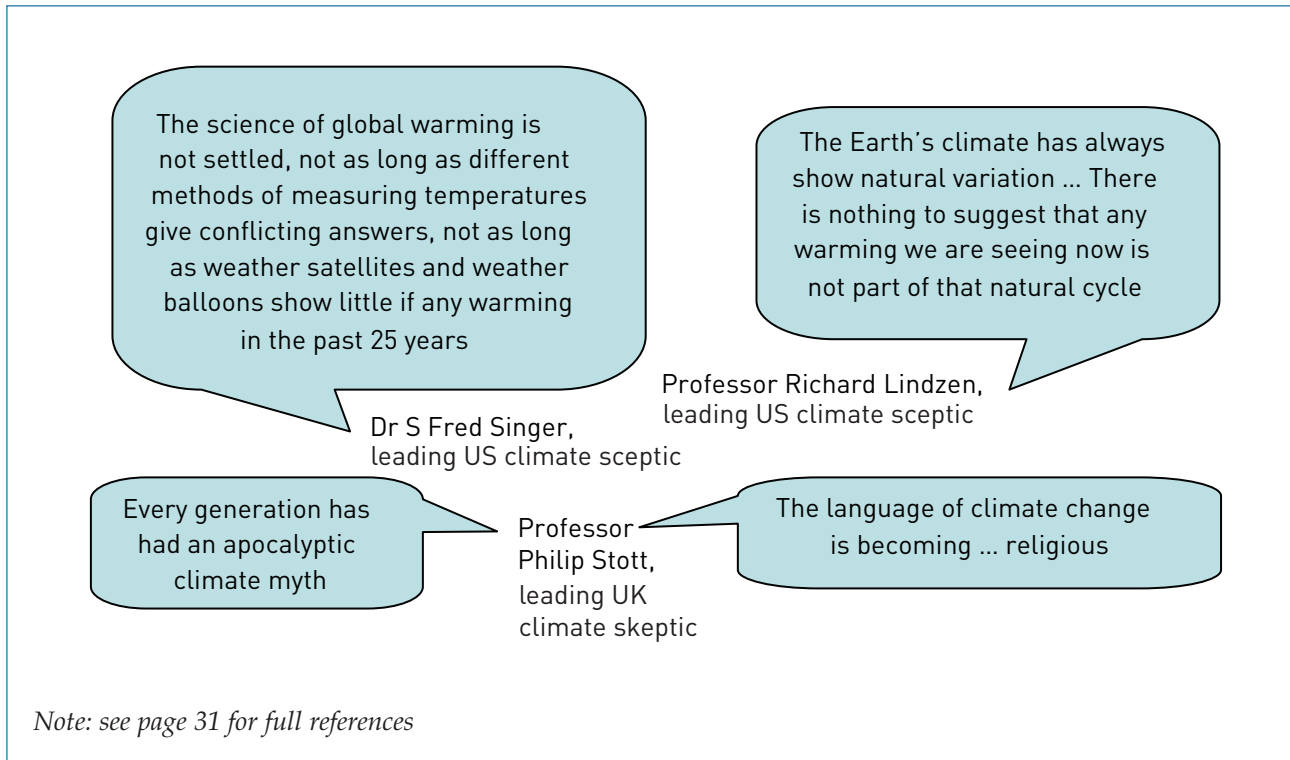 The science of global warming is
not settled, not as long as different
methods of measuring temperatures
give conflicting answers, not as long
as weather satellites and weather
balloons show little if any warming
in the past 25 years
Dr S Fred Singer,
leading US climate sceptic
The Earth's climate has always
show natural variation ... There
is nothing to suggest that any
warming we are seeing now is
not part of that natural cycle
Professor Richard Lindzen,
leading US climate sceptic
Every generation has
had an apocalyptic
climate myth
Professor
Philip Stott,
leading UK
climate skeptic
The language of climate change
is becoming ... religious
Note: see page 31 for full references